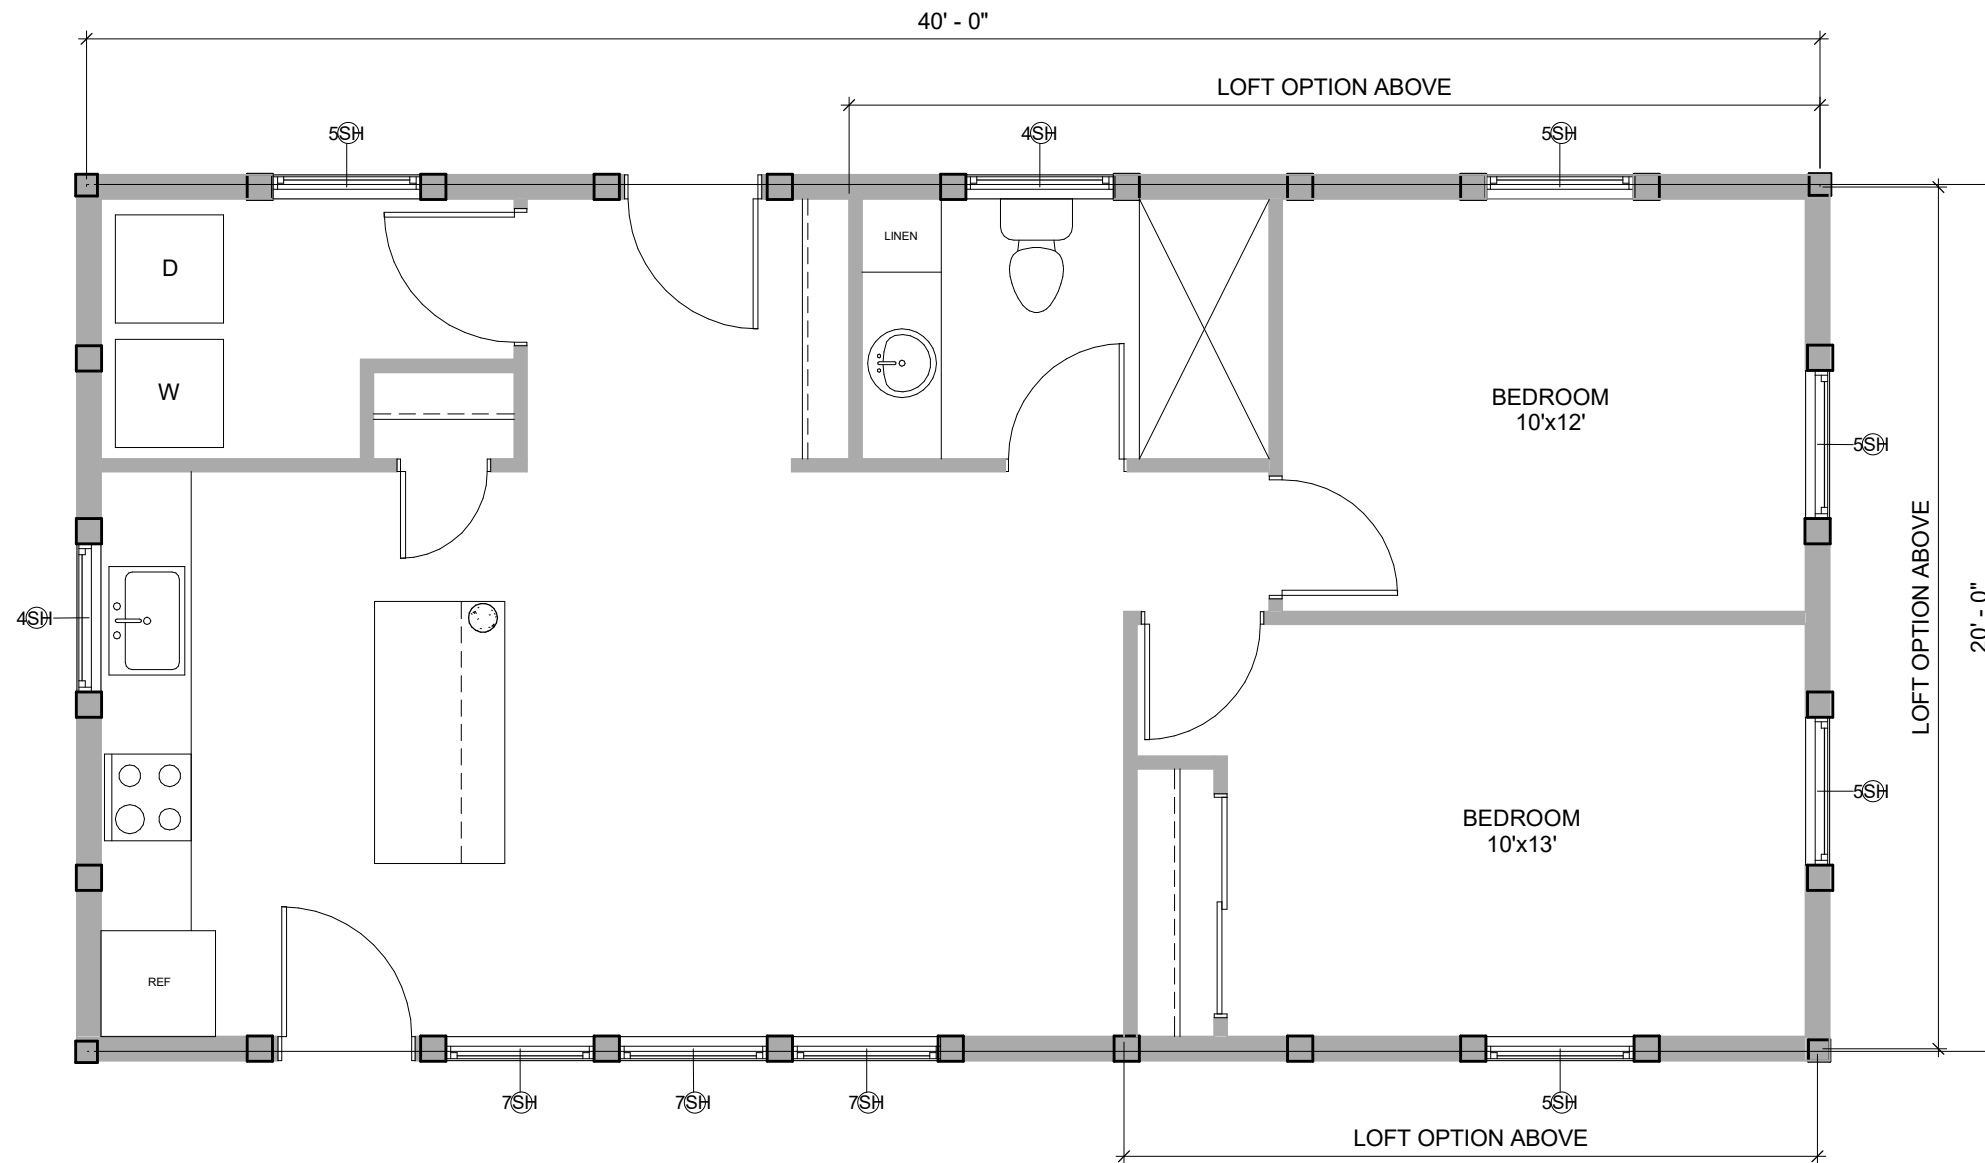 40' - 0"
LOFT OPTION ABOVE
5SH
4SH
5SH
LINEN
D
W
BEDROOM
10'x12'
5SH
LOFT OPTION ABOVE
20' - 0"
4SH
5SH
BEDROOM
10'x13'
REF
7SH
7SH
7SH
5SH
LOFT OPTION ABOVE